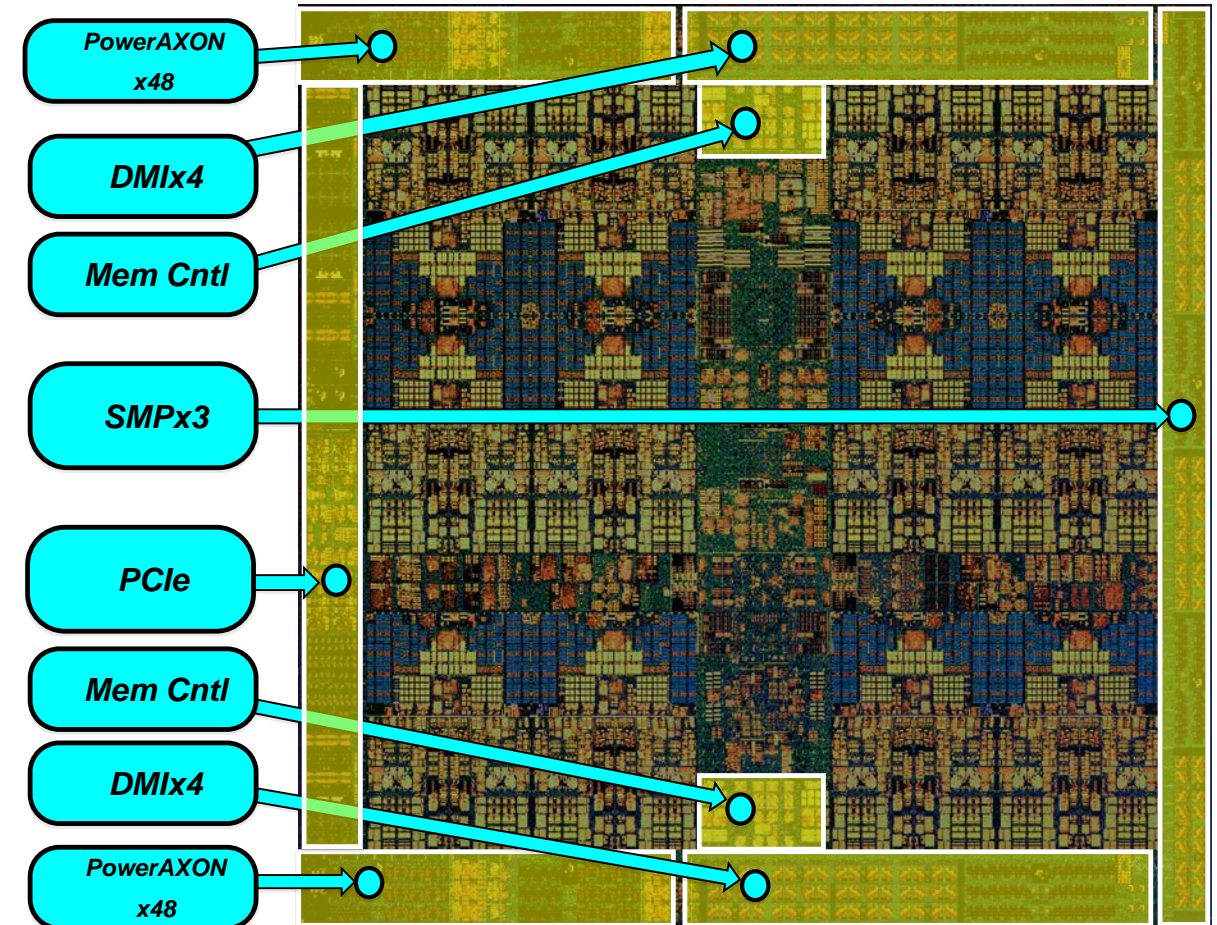 PowerAXON
x48
DMIx4
Mem Cntl
SMPx3
PCIe
Mem Cntl
DMIx4
PowerAXON
x48